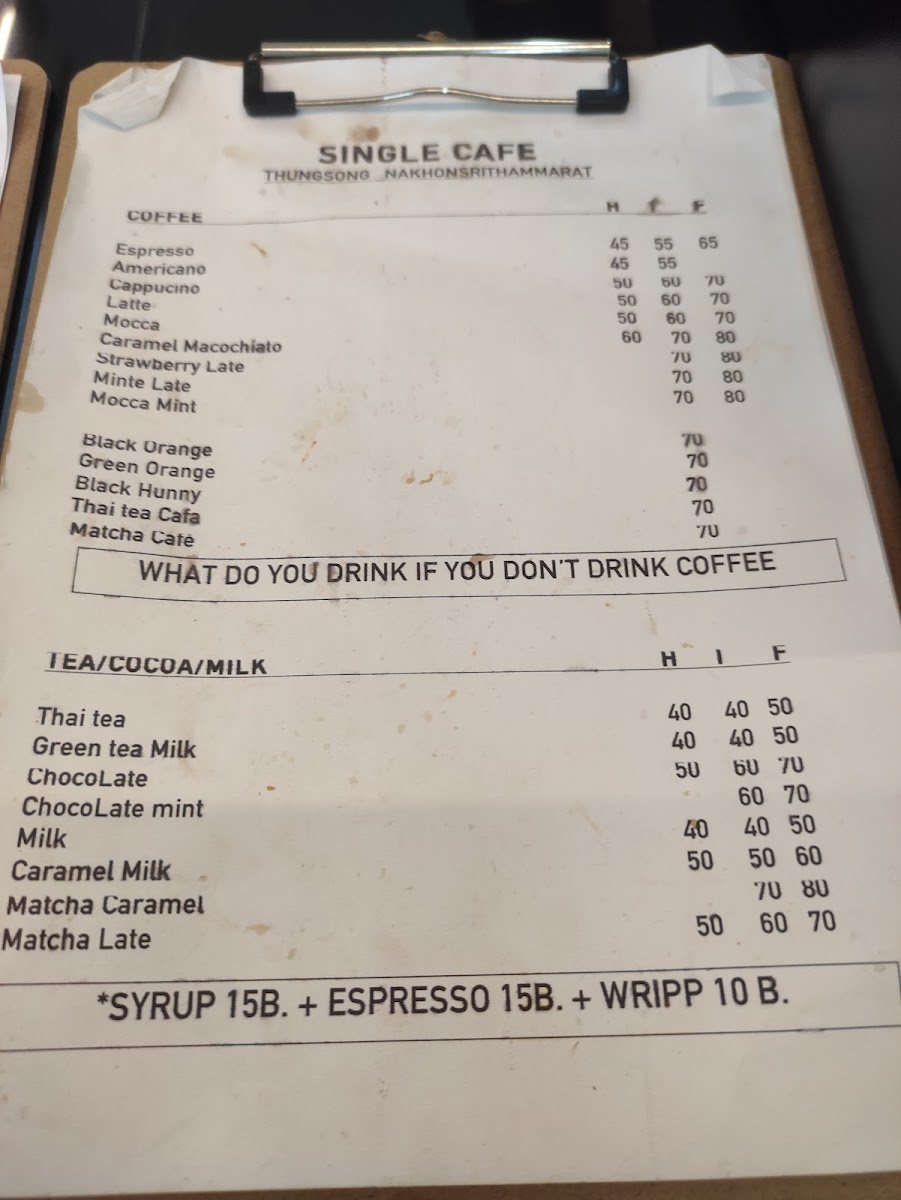 SINGLE CAFE
THUNGSONG NAKHONSRITHAMMARAT
COFFEE H I F
Espresso 45 55 65
Americano 45 55
Cappucino 50 60 70
Latte 50 60 70
Mocca 50 60 70
Caramel Macochiato 60 70 80
Strawberry Late 70 80
Minte Late 70 80
Mocca Mint 70 80
Black Orange 70
Green Orange 70
Black Hunny 70
Thai tea Cafa 70
Matcha Cafe 70
WHAT DO YOU DRINK IF YOU DON'T DRINK COFFEE
TEA/COCOA/MILK H I F
Thai tea 40 40 50
Green tea Milk 40 40 50
ChocoLate 50 60 70
ChocoLate mint 60 70
Milk 40 40 50
Caramel Milk 50 50 60
Matcha Caramel 70 80
Matcha Late 50 60 70
*SYRUP 15B. + ESPRESSO 15B. + WRIPP 10 B.